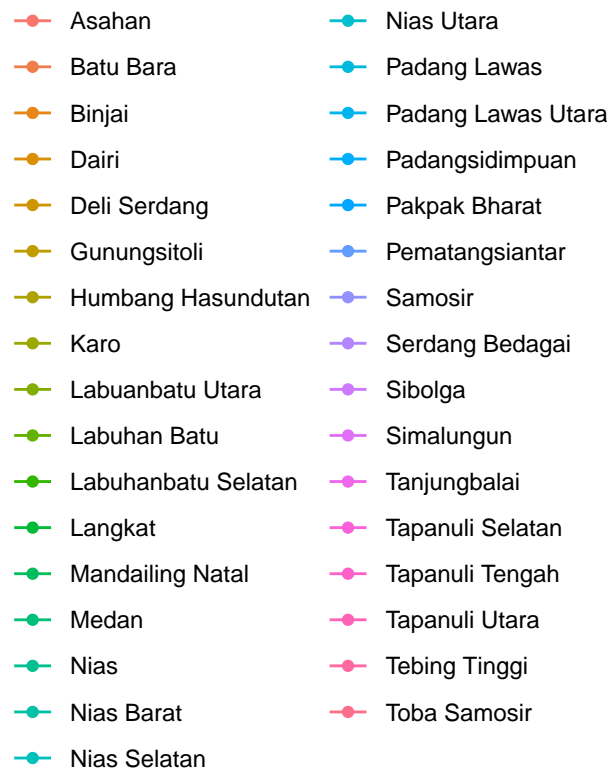 Asahan
Batu Bara
Binjai
Dairi
Deli Serdang
Gunungsitoli
Humbang Hasundutan
Karo
Labuanbatu Utara
Labuhan Batu
Labuhanbatu Selatan
Langkat
Mandailing Natal
Medan
Nias
Nias Barat
Nias Selatan
Nias Utara
Padang Lawas
Padang Lawas Utara
Padangsidimpuan
Pakpak Bharat
Pematangsiantar
Samosir
Serdang Bedagai
Sibolga
Simalungun
Tanjungbalai
Tapanuli Selatan
Tapanuli Tengah
Tapanuli Utara
Tebing Tinggi
Toba Samosir